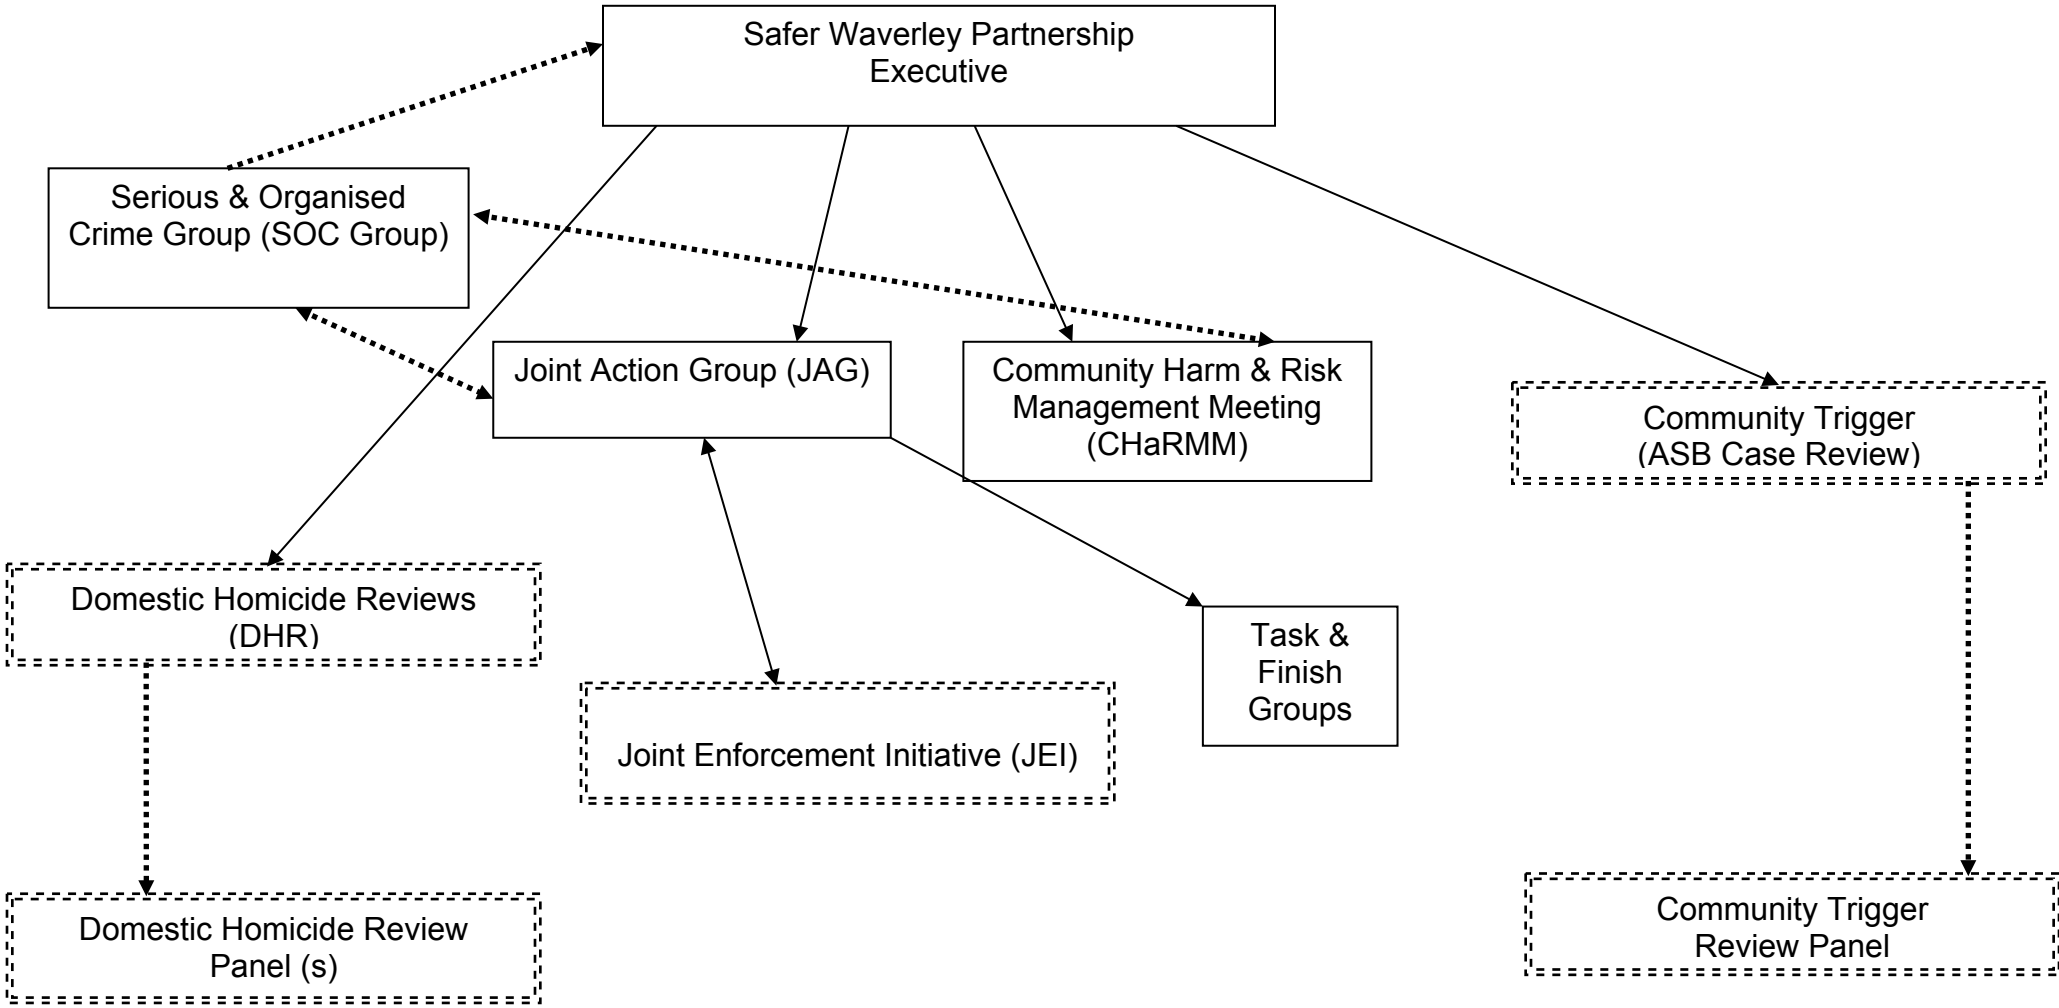 Safer Waverley Partnership
Executive
Serious & Organised
Crime Group (SOC Group)
Joint Action Group (JAG)
Community Harm & Risk
Management Meeting
(CHaRMM)
Community Trigger
(ASB Case Review)
Domestic Homicide Reviews
(DHR)
Task &
Finish
Groups
Joint Enforcement Initiative (JEI)
Domestic Homicide Review
Panel (s)
Community Trigger
Review Panel